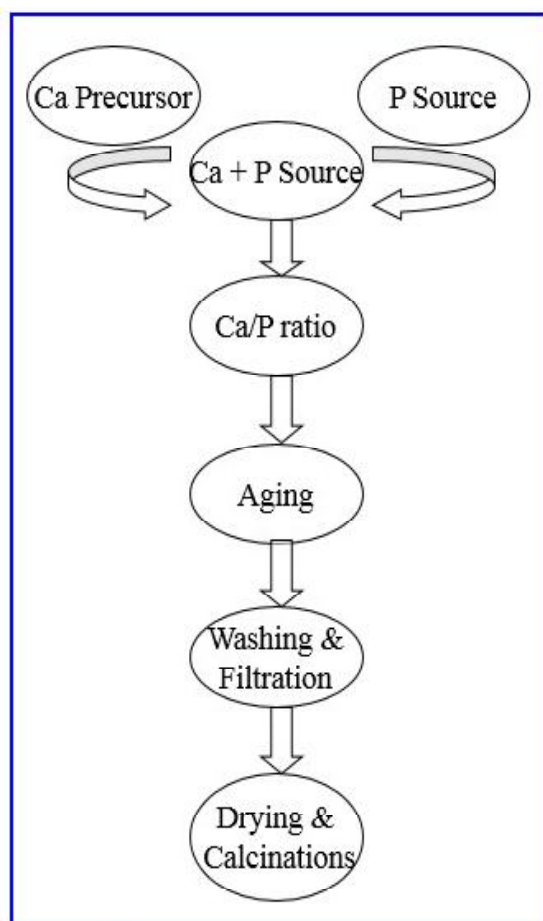 Ca Precursor
P Source
Ca + P Source
Ca/P ratio
Aging
Washing &
Filtration
Drying &
Calcinations